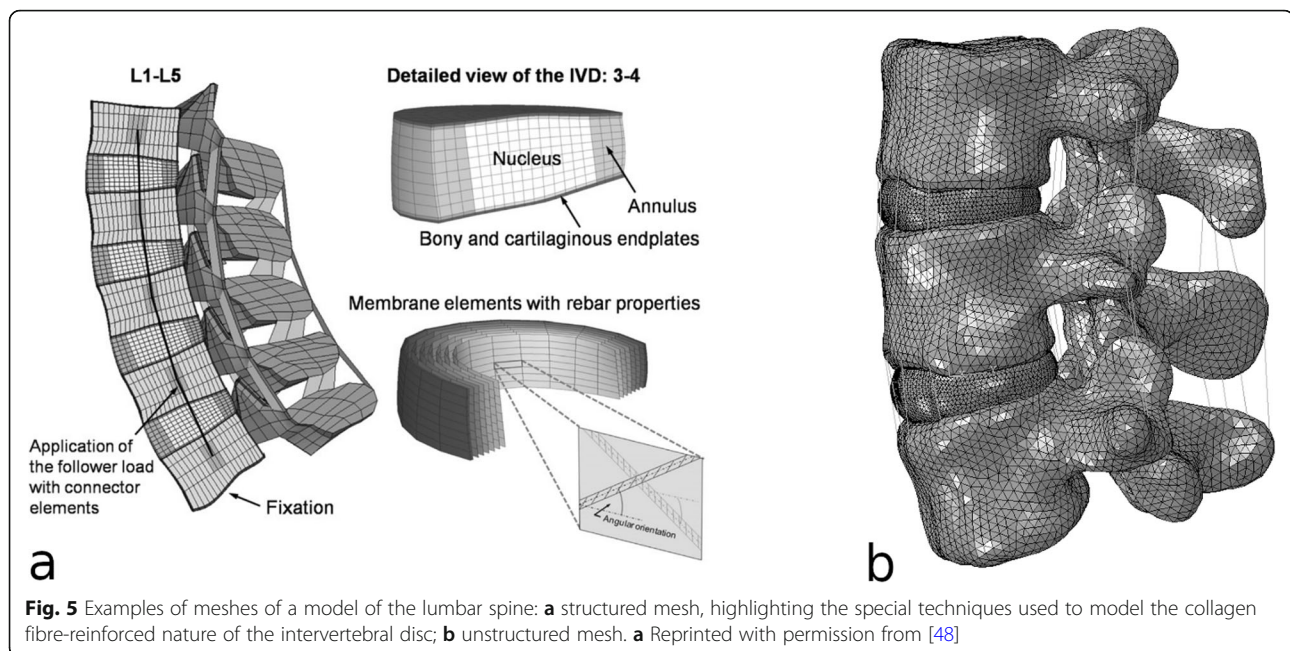 L1-L5
Detailed view of the IVD: 3-4
Nucleus
Annulus
Bony and cartilaginous endplates
Membrane elements with rebar properties
Application of
the follower load
with connector
elements
Fixation
Angular orientation
a
b
Fig. 5 Examples of meshes of a model of the lumbar spine: a structured mesh, highlighting the special techniques used to model the collagen
fibre-reinforced nature of the intervertebral disc; b unstructured mesh. a Reprinted with permission from [48]